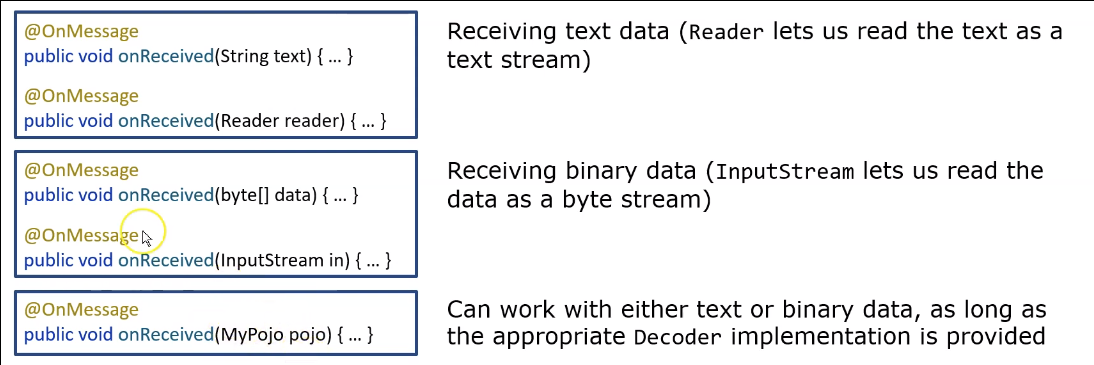 @OnMessage
public void onReceived(String text) { ... }
@OnMessage
public void onReceived(Reader reader) { ... }
Receiving text data (Reader lets us read the text as a
text stream)
@OnMessage
public void onReceived(byte[] data) { ... }
@OnMessage
public void onReceived(InputStream in) { ... }
Receiving binary data (InputStream lets us read the
data as a byte stream)
@OnMessage
public void onReceived(MyPojo pojo) { ... }
Can work with either text or binary data, as long as
the appropriate Decoder implementation is provided